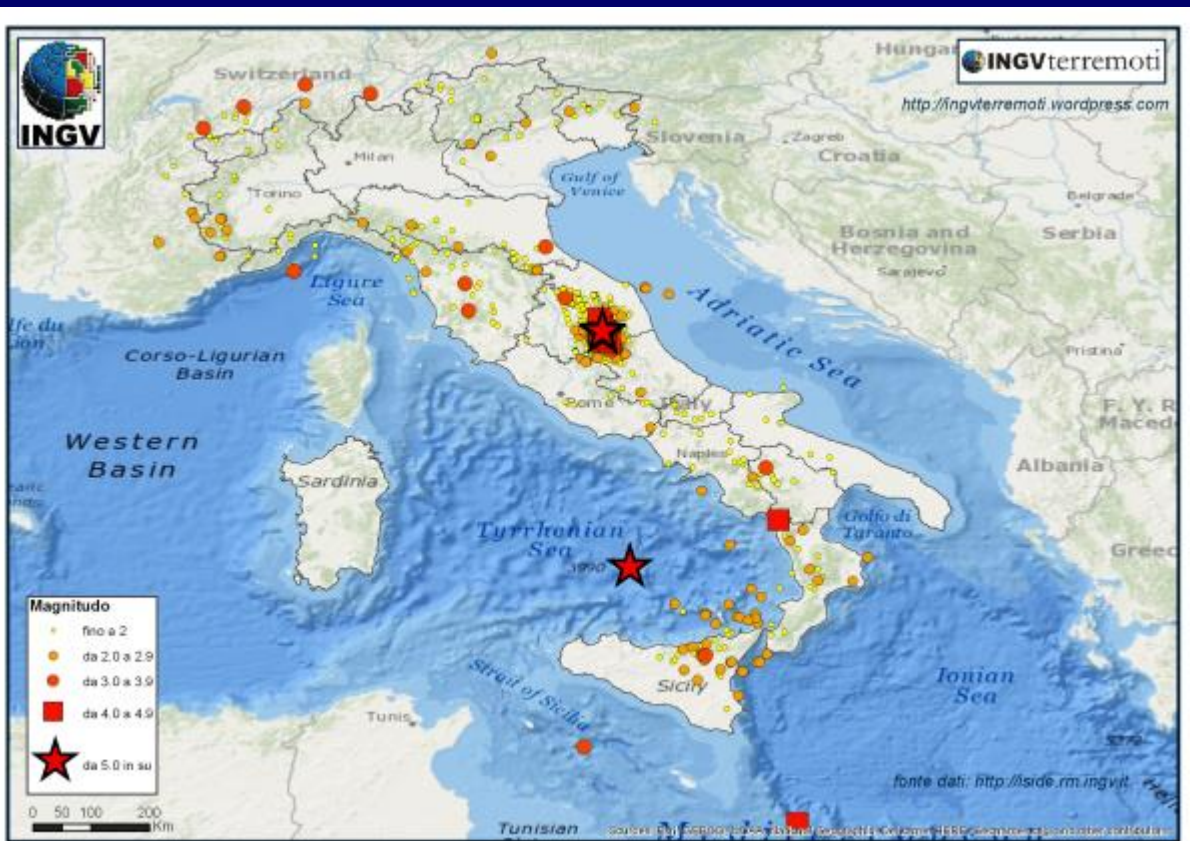 INGV
INGVterremoti
http://ingvterremoti.wordpress.com
Switzerland
Slovenia
Zagreb
Croatia
Milan
Torino
Gulf of
Venice
Belgrade
Bosnia and
Herzegovina
Serbia
Sarajevo
Ligure
Sea
Adriatic Sea
Corso-Ligurian
Basin
Pristina
Rome
Italy
Western
Basin
Naples
Albania
Sardinia
Golfo di
Taranto
Tyrrhenian
Sea
3990
Magnitudo
fino a 2
da 2.0 a 2.9
da 3.0 a 3.9
da 4.0 a 4.9
da 5.0 in su
Strait of Sicilia
Sicily
Ionian
Sea
Tunis
fonte dati: http://iside.rm.ingv.it
0 50 100 200
Km
Tunisian